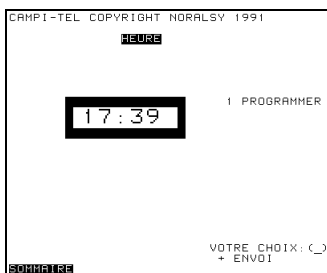 CAMPI-TEL COPYRIGHT NORALSY 1991
HEURE
1 PROGRAMMER
17:39
VOTRE CHOIX:(_)
+ ENVOI
SOMMAIRE